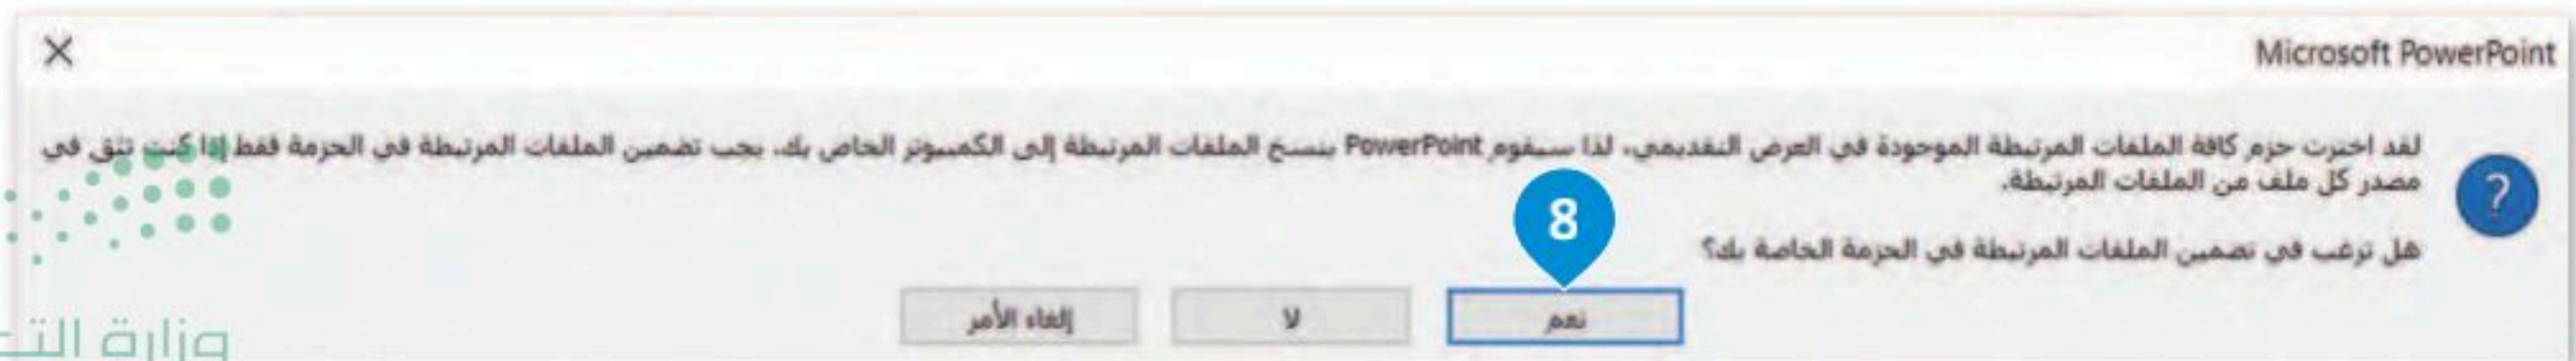 Microsoft PowerPoint
لقد اخترت حزم كافة الملفات المرتبطة الموجودة في العرض التقديمي، لذا سيقوم PowerPoint بنسخ الملفات المرتبطة إلى الكمبيوتر الخاص بك. يجب تضمين الملفات المرتبطة في الحزمة فقط إذا كنت تثق في
مصدر كل ملف من الملفات المرتبطة.
هل ترغب في تضمين الملفات المرتبطة في الحزمة الخاصة بك؟
8
نعم لا إلغاء الأمر
وزارة التـ